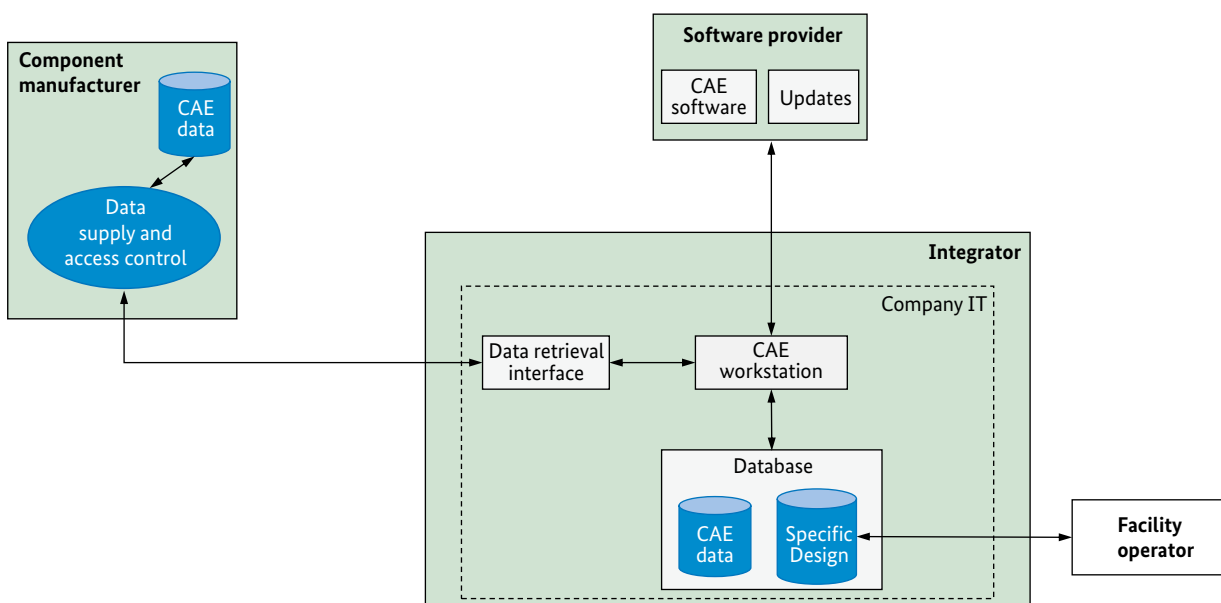 Component
manufacturer
CAE
data
Data
supply and
access control
Software provider
CAE
software
Updates
Integrator
Company IT
Data retrieval
interface
CAE
workstation
Database
CAE
data
Specific
Design
Facility
operator